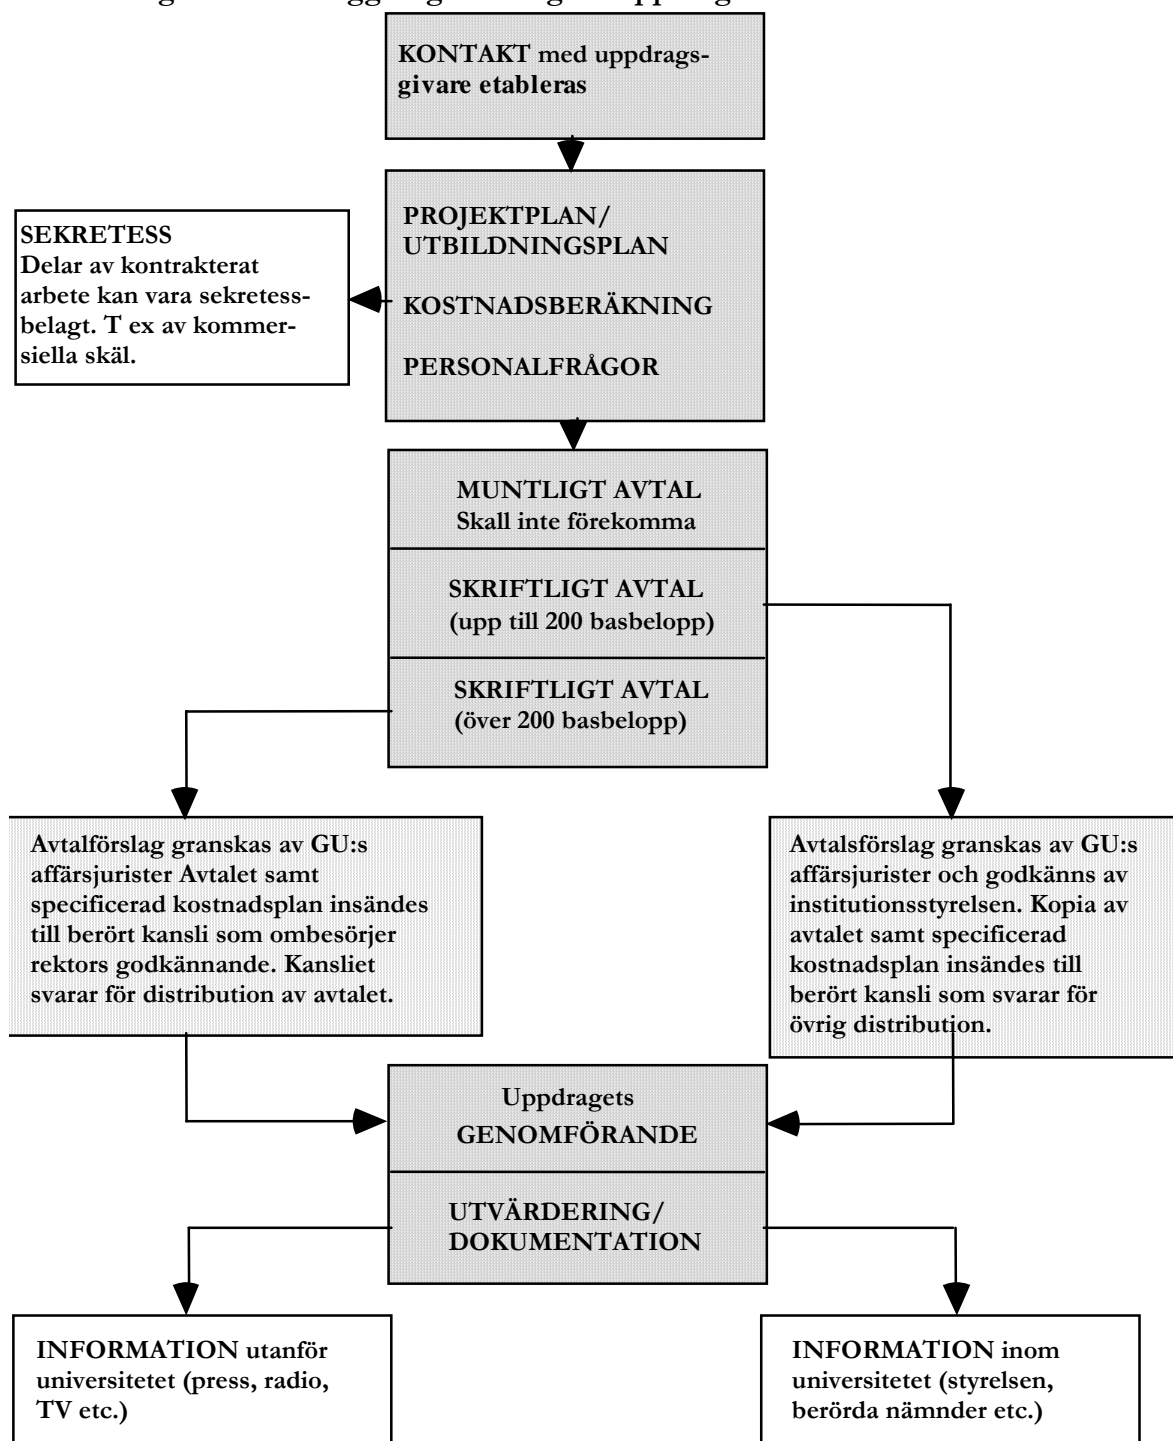 KONTAKT med uppdrags-
givare etableras
PROJEKTPLAN/
UTBILDNINGSPLAN
KOSTNADSBERÄKNING
PERSONALFRÅGOR
SEKRETESS
Delar av kontrakterat
arbete kan vara sekretess-
belagt. T ex av kommer-
siella skäl.
MUNTLIGT AVTAL
Skall inte förekomma
SKRIFTLIGT AVTAL
(upp till 200 basbelopp)
SKRIFTLIGT AVTAL
(över 200 basbelopp)
Avtalförslag granskas av GU:s
affärsjurister Avtalet samt
specificerad kostnadsplan insändes
till berört kansli som ombesörjer
rektors godkännande. Kansliet
svarar för distribution av avtalet.
Avtalsförslag granskas av GU:s
affärsjurister och godkänns av
institutionsstyrelsen. Kopia av
avtalet samt specificerad
kostnadsplan insändes till
berört kansli som svarar för
övrig distribution.
Uppdragets
GENOMFÖRANDE
UTVÄRDERING/
DOKUMENTATION
INFORMATION utanför
universitetet (press, radio,
TV etc.)
INFORMATION inom
universitetet (styrelsen,
berörda nämnder etc.)